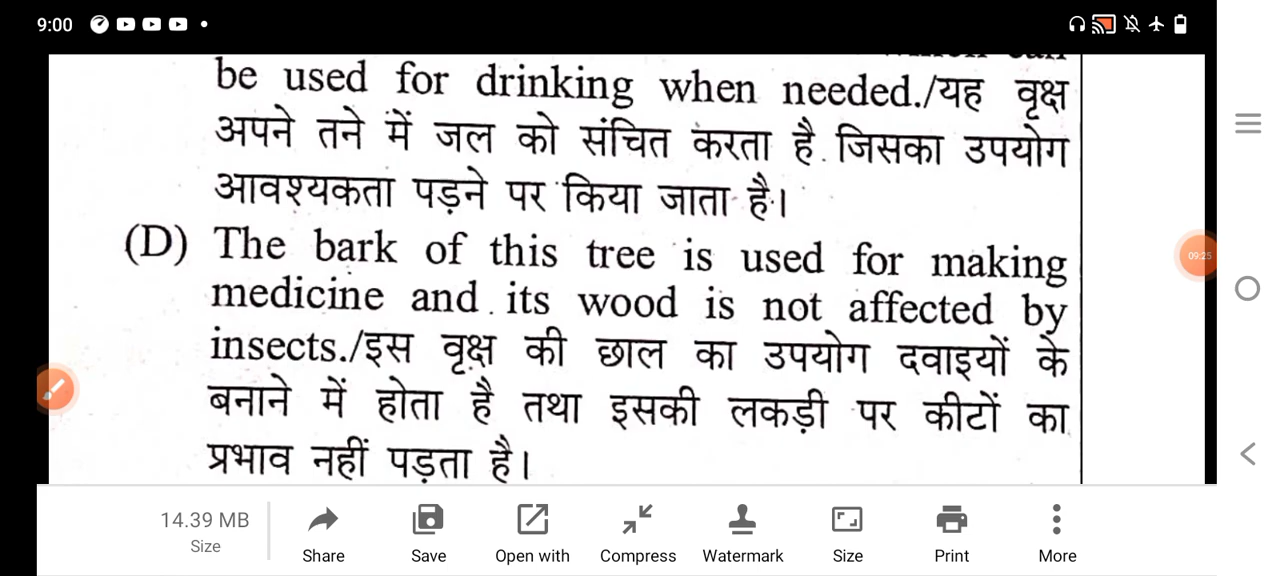 9:00
be used for drinking when needed./यह वृक्ष
अपने तने में जल को संचित करता है जिसका उपयोग
आवश्यकता पड़ने पर किया जाता है।
(D) The bark of this tree is used for making
medicine and its wood is not affected by
insects./इस वृक्ष की छाल का उपयोग दवाइयों के
बनाने में होता है तथा इसकी लकड़ी पर कीटों का
प्रभाव नहीं पड़ता है।
09:25
14.39 MB
Size
Share
Save
Open with
Compress
Watermark
Size
Print
More